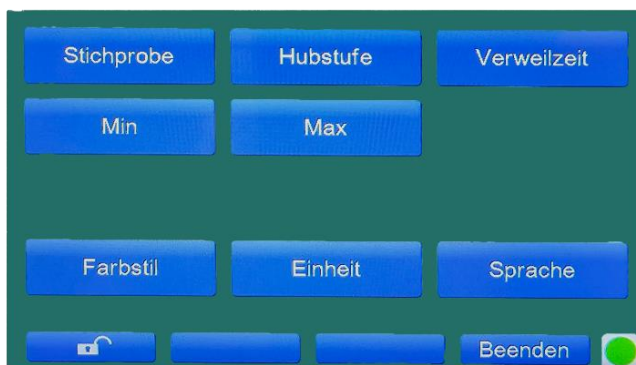 Stichprobe Hubstufe Verweilzeit
Min Max
Farbstil Einheit Sprache
Beenden